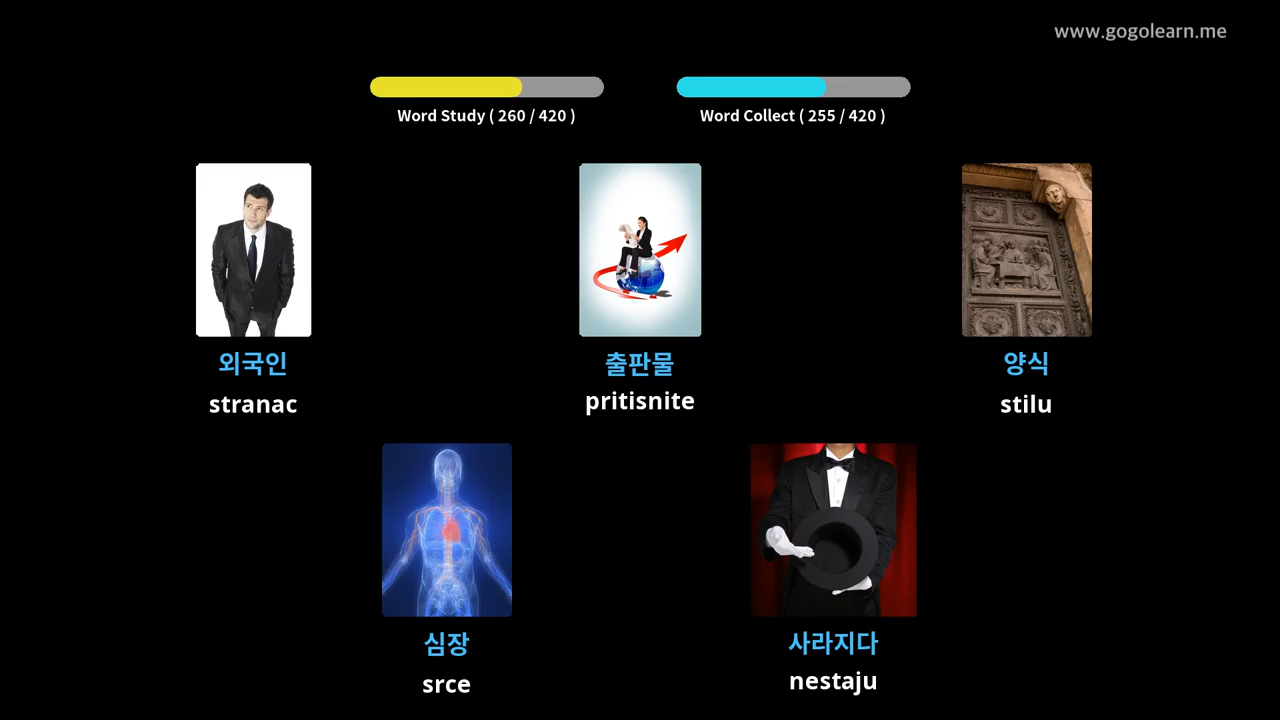 www.gogolearn.me
Word Study ( 260 / 420 )
Word Collect ( 255 / 420 )
외국인
stranac
출판물
pritisnite
양식
stilu
심장
srce
사라지다
nestaju